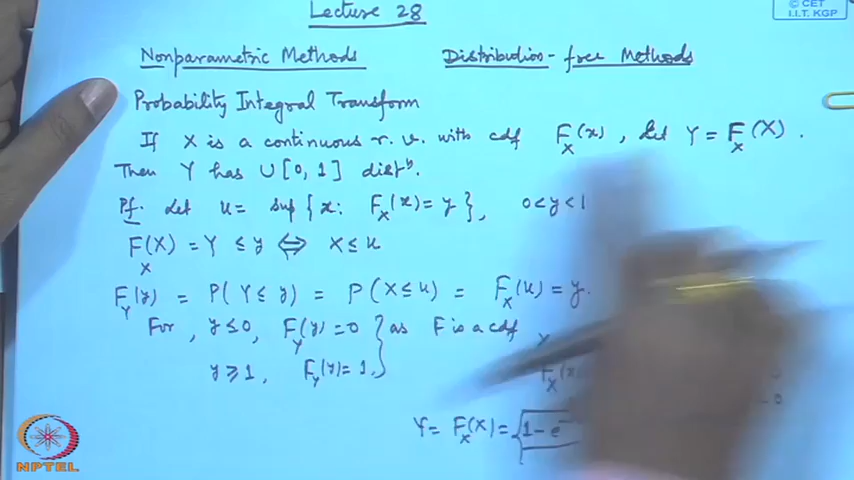 Lecture 28
© CET
I.I.T. KGP
Nonparametric Methods Distribution-free Methods
Probability Integral Transform
If X is a continuous r.v. with cdf F_X(x), Let Y = F_X(X).
Then Y has U[0, 1] distⁿ.
Pf. Let u = sup {x: F_X(x) = y}, 0<y<1
F_X(X) = Y ≤ y ⇔ X ≤ u
F_Y(y) = P(Y ≤ y) = P(X ≤ u) = F_X(u) = y.
For, y ≤ 0, F_Y(y) = 0 } as F is a cdf
y ≥ 1, F_Y(y) = 1.
Y = F_X(X) = { 1 - e
NPTEL